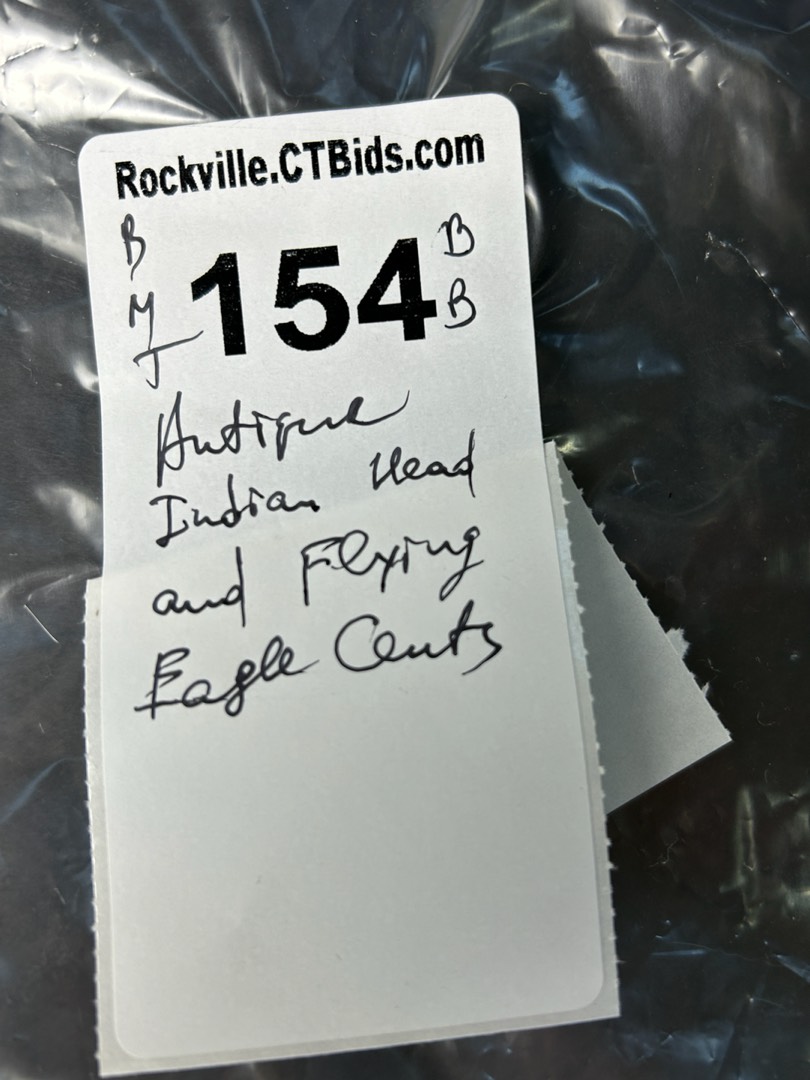 Rockville.CTBids.com
B 154 B
M B
J
Antique
Indian Head
and Flying
Eagle Cents